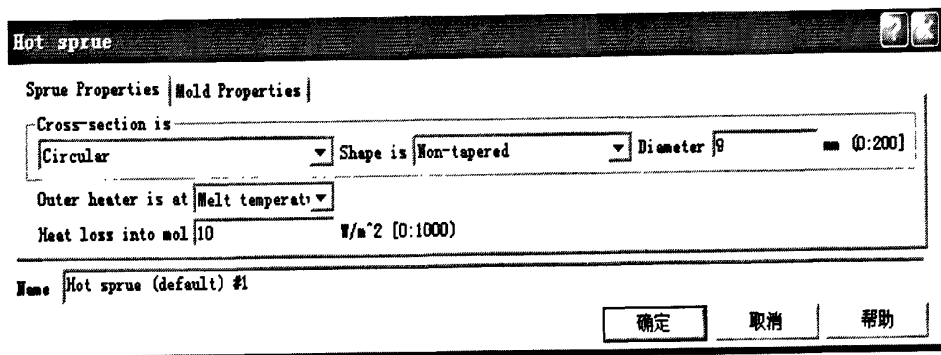 Hot sprue
Sprue Properties Mold Properties
Cross-section is
Circular Shape is Non-tapered Diameter 9 mm (0:200]
Outer heater is at Melt temperatu
Heat loss into mol 10 W/m^2 [0:1000)
Name Hot sprue (default) #1
确定 取消 帮助